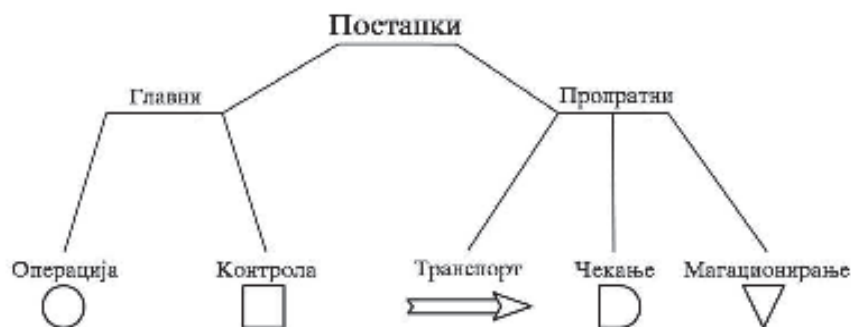 Постапки
Главни
Пропратни
Операција
Контрола
Транспорт
Чекање
Магационирање